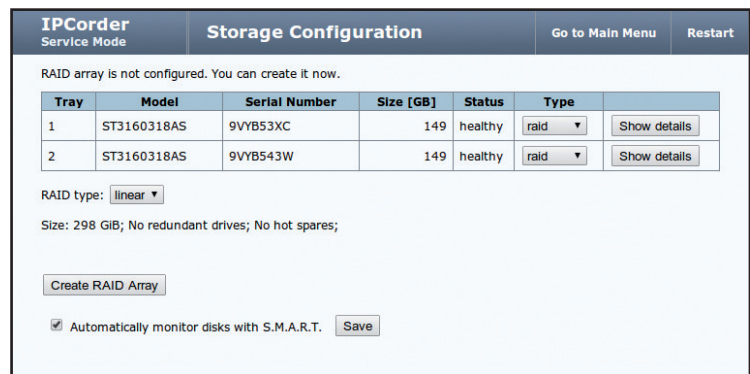 IPCorder
Service Mode
Storage Configuration
Go to Main Menu
Restart
RAID array is not configured. You can create it now.
Tray Model Serial Number Size [GB] Status Type
1 ST3160318AS 9VYB53XC 149 healthy raid Show details
2 ST3160318AS 9VYB543W 149 healthy raid Show details
RAID type: linear
Size: 298 GiB; No redundant drives; No hot spares;
Create RAID Array
Automatically monitor disks with S.M.A.R.T. Save